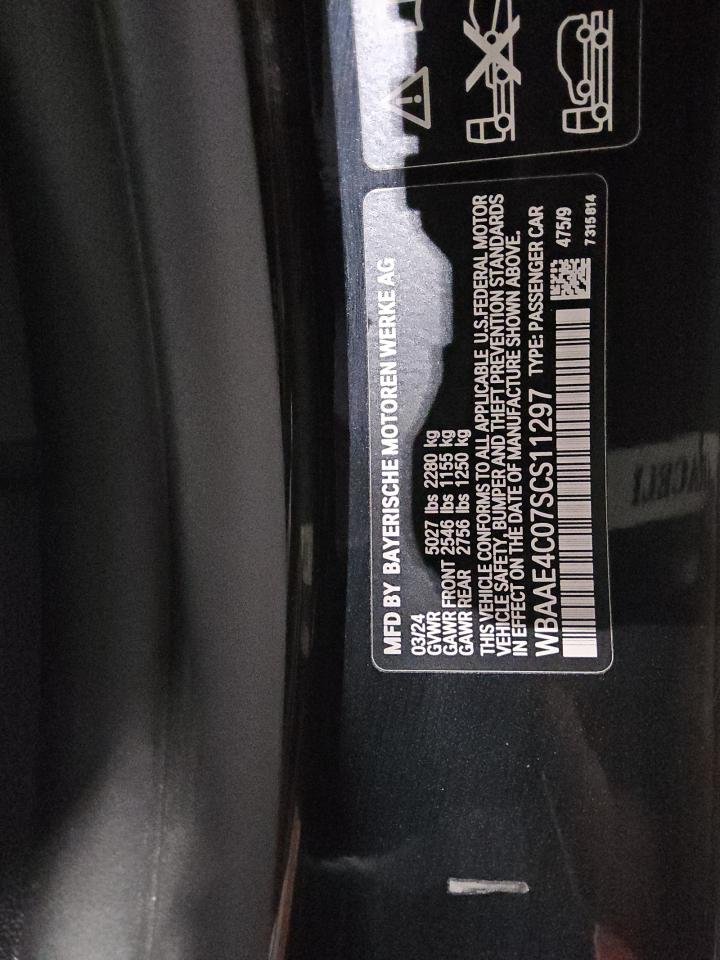 MFD BY BAYERISCHE MOTOREN WERKE AG
03/24
GVWR 5027 lbs 2280 kg
GAWR FRONT 2546 lbs 1155 kg
GAWR REAR 2756 lbs 1250 kg
THIS VEHICLE CONFORMS TO ALL APPLICABLE U.S.FEDERAL MOTOR
VEHICLE SAFETY, BUMPER AND THEFT PREVENTION STANDARDS
IN EFFECT ON THE DATE OF MANUFACTURE SHOWN ABOVE.
WBAAE4C07SCS11297 TYPE: PASSENGER CAR
475/9
7315814